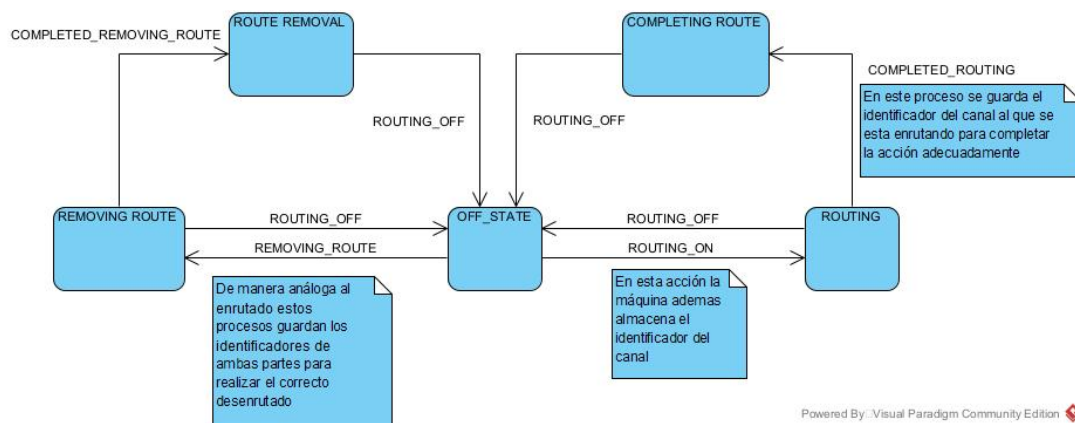 ROUTE REMOVAL
COMPLETING ROUTE
COMPLETED_REMOVING_ROUTE
COMPLETED_ROUTING
En este proceso se guarda el
identificador del canal al que se
esta enrutando para completar
la acción adecuadamente
ROUTING_OFF
ROUTING_OFF
REMOVING ROUTE
ROUTING_OFF
OFF_STATE
ROUTING_OFF
ROUTING
REMOVING_ROUTE
ROUTING_ON
De manera análoga al
enrutado estos
procesos guardan los
identificadores de
ambas partes para
realizar el correcto
desenrutado
En esta acción la
máquina ademas
almacena el
identificador del
canal
Powered By Visual Paradigm Community Edition